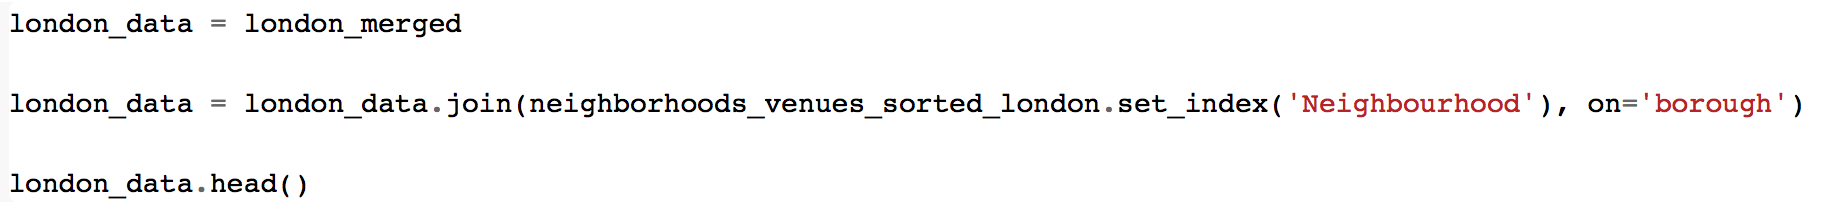 london_data = london_merged
london_data = london_data.join(neighborhoods_venues_sorted_london.set_index('Neighbourhood'), on='borough')
london_data.head()